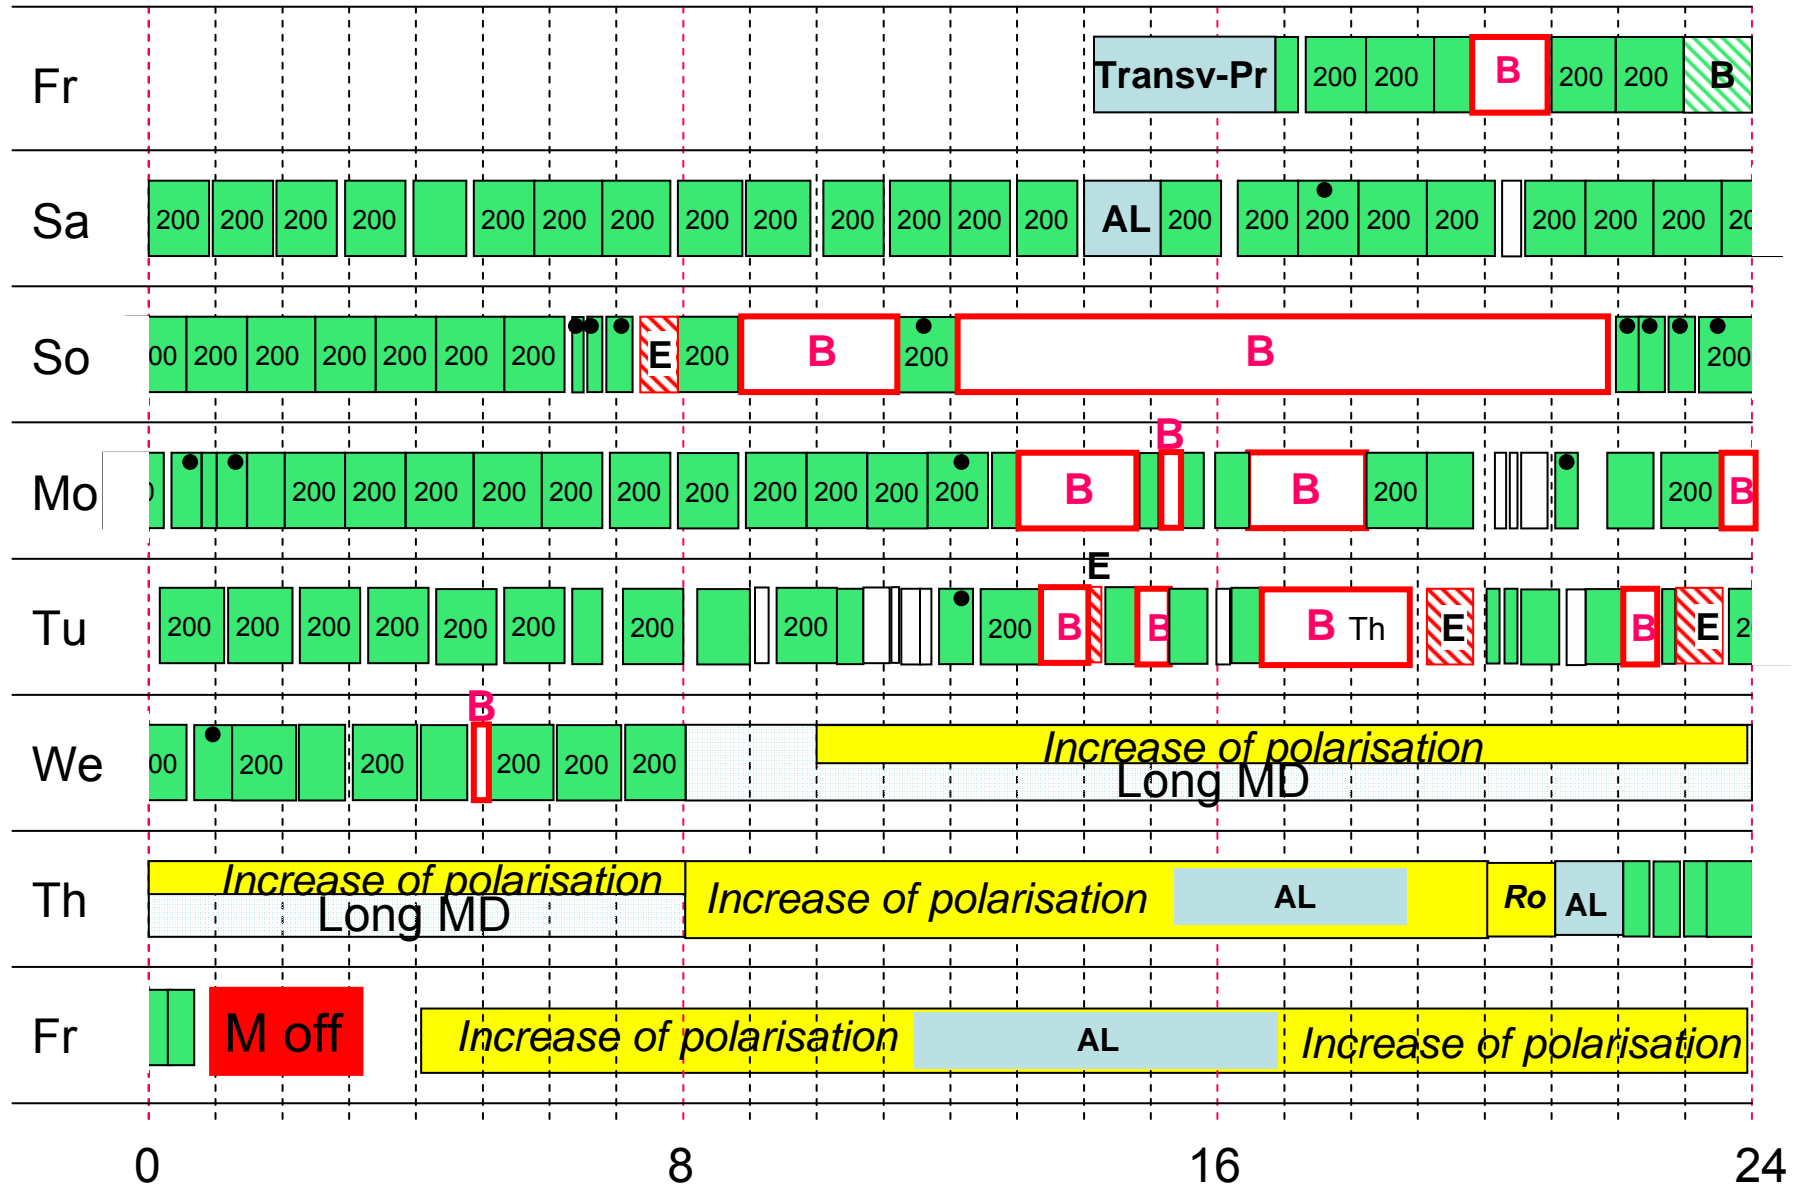 Fr Transv-Pr 200 200 B 200 200 B
Sa 200 200 200 200 200 200 200 200 200 200 200 200 200 AL 200 200 200 200 200 200 200 200 20
So 00 200 200 200 200 200 200 E 200 B 200 B 200
B
Mo 0 200 200 200 200 200 200 200 200 200 200 200 B B 200 200 B
E
Tu 200 200 200 200 200 200 200 200 200 B B B Th E B E 2
B
We 00 200 200 200 200 200 Increase of polarisation
Long MD
Th Increase of polarisation Increase of polarisation AL Ro AL
Long MD
Fr M off Increase of polarisation AL Increase of polarisation
0 8 16 24